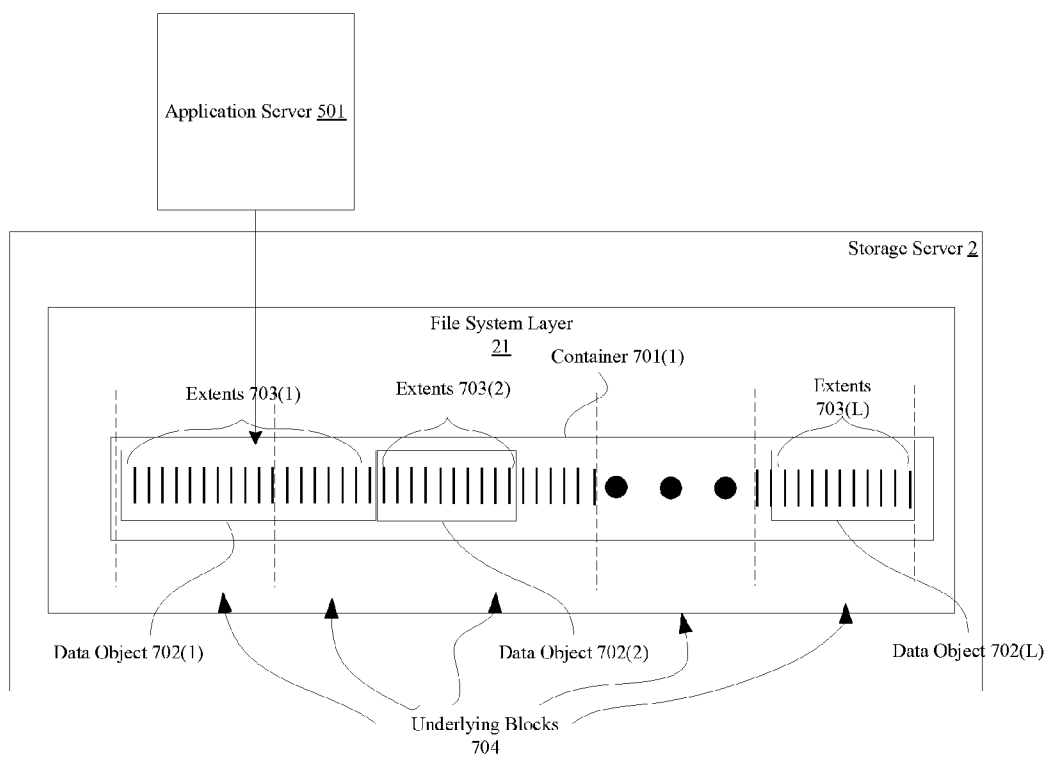 Application Server 501
Storage Server 2
File System Layer
21
Container 701(1)
Extents 703(1)
Extents 703(2)
Extents
703(L)
Data Object 702(1)
Data Object 702(2)
Data Object 702(L)
Underlying Blocks
704